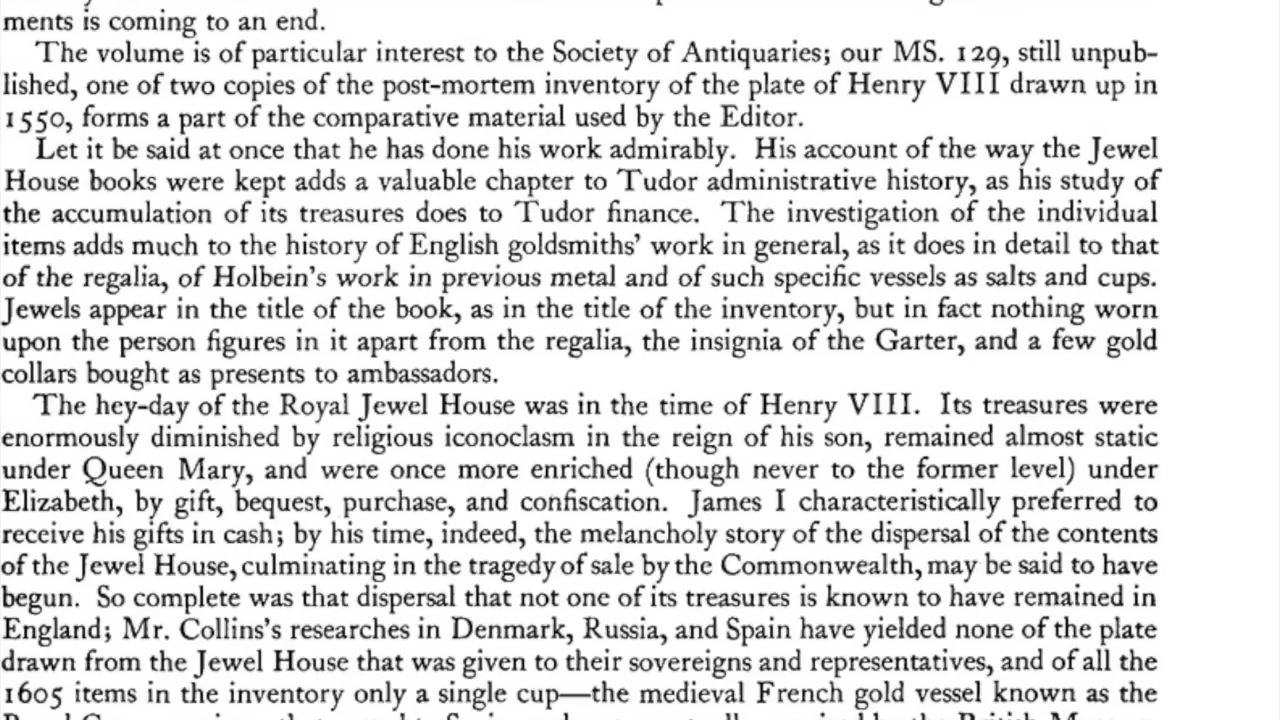 ments is coming to an end.
The volume is of particular interest to the Society of Antiquaries; our MS. 129, still unpub-
lished, one of two copies of the post-mortem inventory of the plate of Henry VIII drawn up in
1550, forms a part of the comparative material used by the Editor.
Let it be said at once that he has done his work admirably. His account of the way the Jewel
House books were kept adds a valuable chapter to Tudor administrative history, as his study of
the accumulation of its treasures does to Tudor finance. The investigation of the individual
items adds much to the history of English goldsmiths' work in general, as it does in detail to that
of the regalia, of Holbein's work in previous metal and of such specific vessels as salts and cups.
Jewels appear in the title of the book, as in the title of the inventory, but in fact nothing worn
upon the person figures in it apart from the regalia, the insignia of the Garter, and a few gold
collars bought as presents to ambassadors.
The hey-day of the Royal Jewel House was in the time of Henry VIII. Its treasures were
enormously diminished by religious iconoclasm in the reign of his son, remained almost static
under Queen Mary, and were once more enriched (though never to the former level) under
Elizabeth, by gift, bequest, purchase, and confiscation. James I characteristically preferred to
receive his gifts in cash; by his time, indeed, the melancholy story of the dispersal of the contents
of the Jewel House, culminating in the tragedy of sale by the Commonwealth, may be said to have
begun. So complete was that dispersal that not one of its treasures is known to have remained in
England; Mr. Collins's researches in Denmark, Russia, and Spain have yielded none of the plate
drawn from the Jewel House that was given to their sovereigns and representatives, and of all the
1605 items in the inventory only a single cup—the medieval French gold vessel known as the